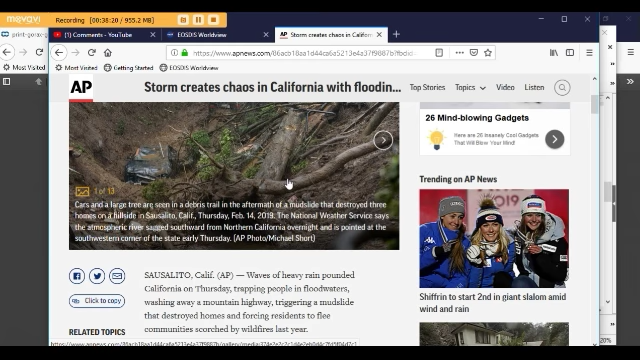 movavi
Recording [ 00:38:20 | 955.2 MB ]
Comments - YouTube
EOSDIS Worldview
Storm creates chaos in Californi
Most Visited
Most Visited Getting Started EOSDIS Worldview
AP
Storm creates chaos in California with floodin...
Top Stories Topics Video Listen
1 of 13
Cars and a large tree are seen in a debris trail in the aftermath of a mudslide that destroyed three
homes on a hillside in Sausalito, Calif., Thursday, Feb. 14, 2019. The National Weather Service says
the atmospheric river sagged southward from Northern California overnight and is pointed at the
southwestern corner of the state early Thursday. (AP Photo/Michael Short)
26 Mind-blowing Gadgets
Here are 26 Insanely Cool Gadgets
That Will Blow Your Mind!
Trending on AP News
2019
Shiffrin to start 2nd in giant slalom amid
wind and rain
Click to copy
RELATED TOPICS
SAUSALITO, Calif. (AP) — Waves of heavy rain pounded
California on Thursday, trapping people in floodwaters,
washing away a mountain highway, triggering a mudslide
that destroyed homes and forcing residents to flee
communities scorched by wildfires last year.
20%